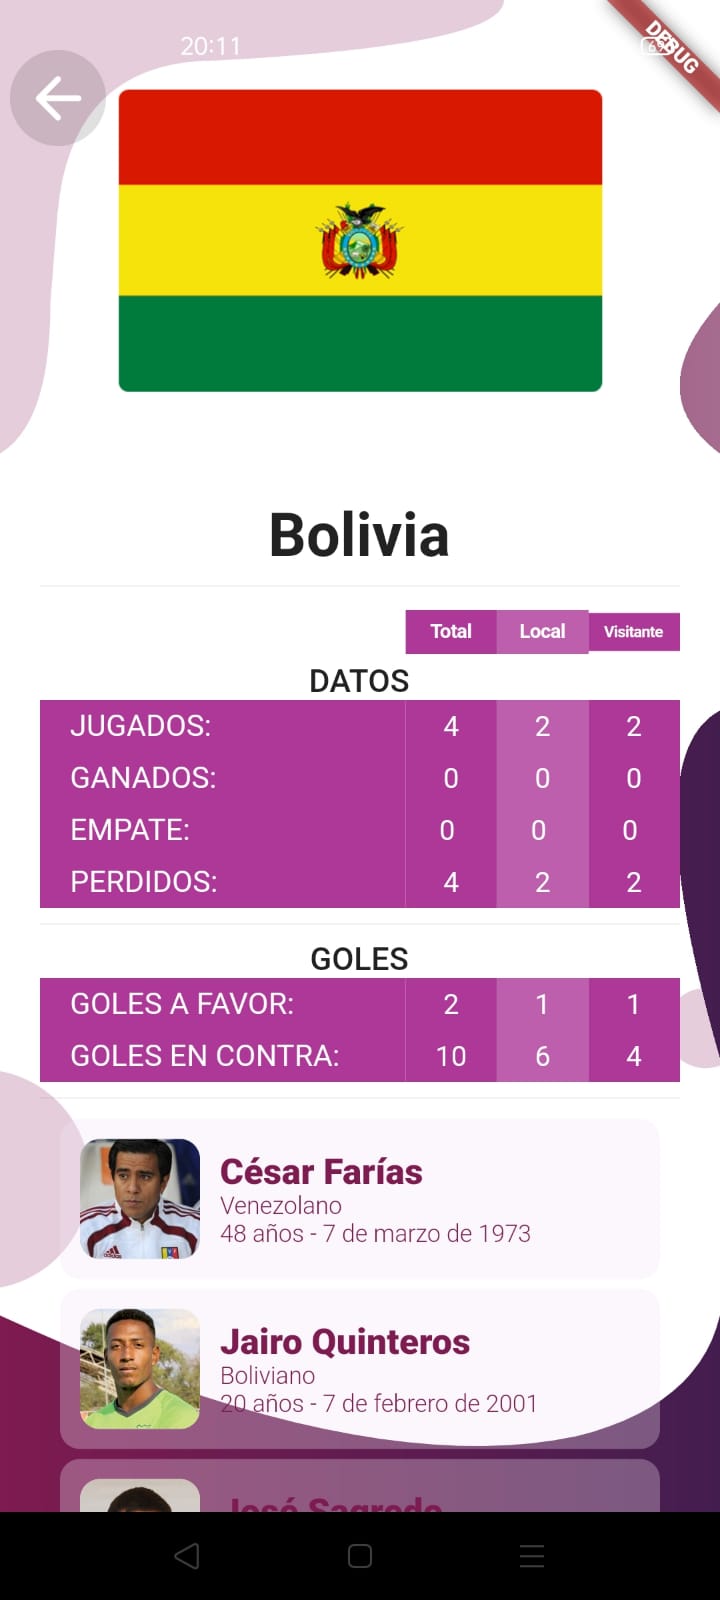 20:11
DEBUG
Bolivia
Total Local Visitante
DATOS
JUGADOS: 4 2 2
GANADOS: 0 0 0
EMPATE: 0 0 0
PERDIDOS: 4 2 2
GOLES
GOLES A FAVOR: 2 1 1
GOLES EN CONTRA: 10 6 4
César Farías
Venezolano
48 años - 7 de marzo de 1973
Jairo Quinteros
Boliviano
20 años - 7 de febrero de 2001
José Sagredo